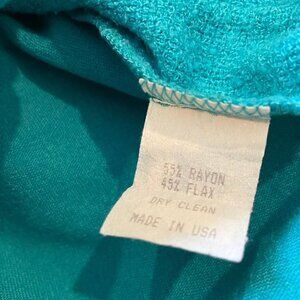 55% RAYON
45% FLAX
DRY CLEAN
MADE IN USA